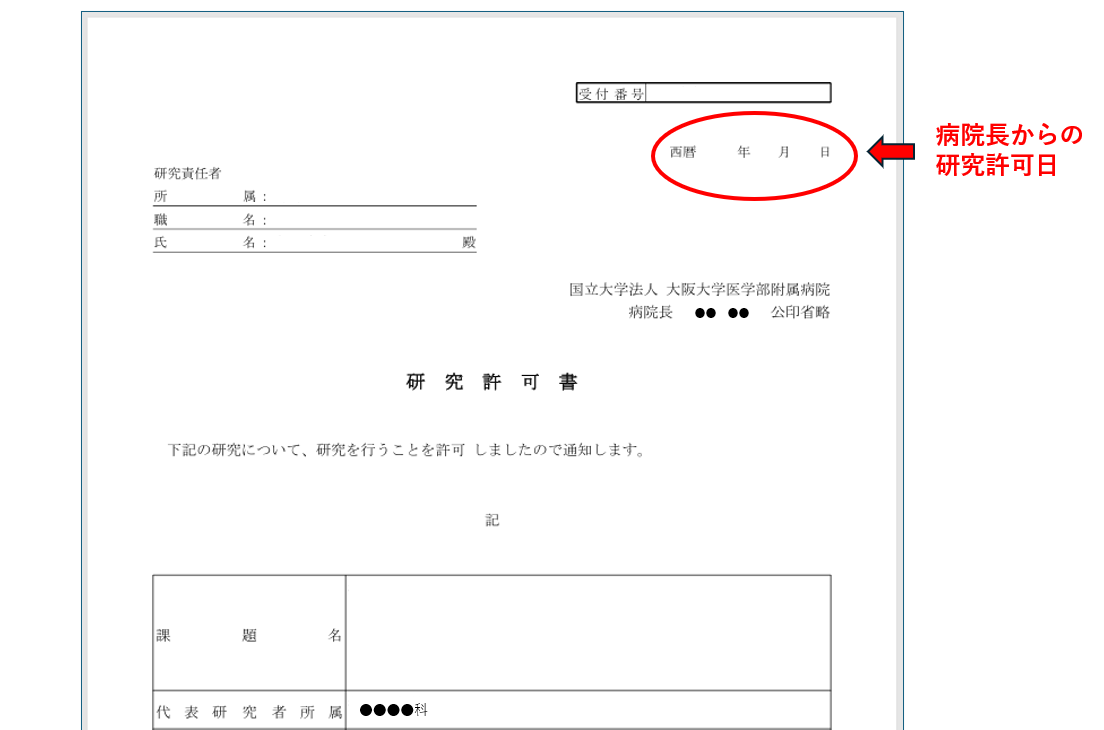 受付番号
西暦 年 月 日
病院長からの
研究許可日
研究責任者
所 属：
職 名：
氏 名： 殿
国立大学法人 大阪大学医学部附属病院
病院長 ●● ●● 公印省略
研 究 許 可 書
下記の研究について、研究を行うことを許可 しましたので通知します。
記
課 題 名
代 表 研 究 者 所 属 ●●●●科